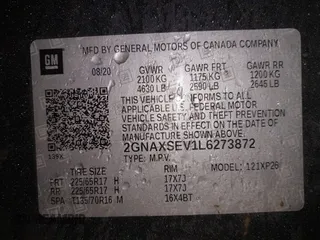 GM
MFD BY GENERAL MOTORS OF CANADA COMPANY
08/20 GVWR GAWR FRT GAWR RR
2100 KG 1175 KG 1200 KG
4630 LB 2590 LB 2645 LB
THIS VEHICLE CONFORMS TO ALL
APPLICABLE U.S. FEDERAL MOTOR
VEHICLE SAFETY STANDARDS
IN EFFECT ON THE DATE OF
MANUFACTURE SHOWN ABOVE.
2GNAXSEV1L6273872
TYPE: M.P.V. MODEL: 1XP26
TIRE SIZE RIM
FRT 225/65R17 H 17X7J
RR 225/65R17 H 17X7J
SPA T135/70R16 M 16X4BT